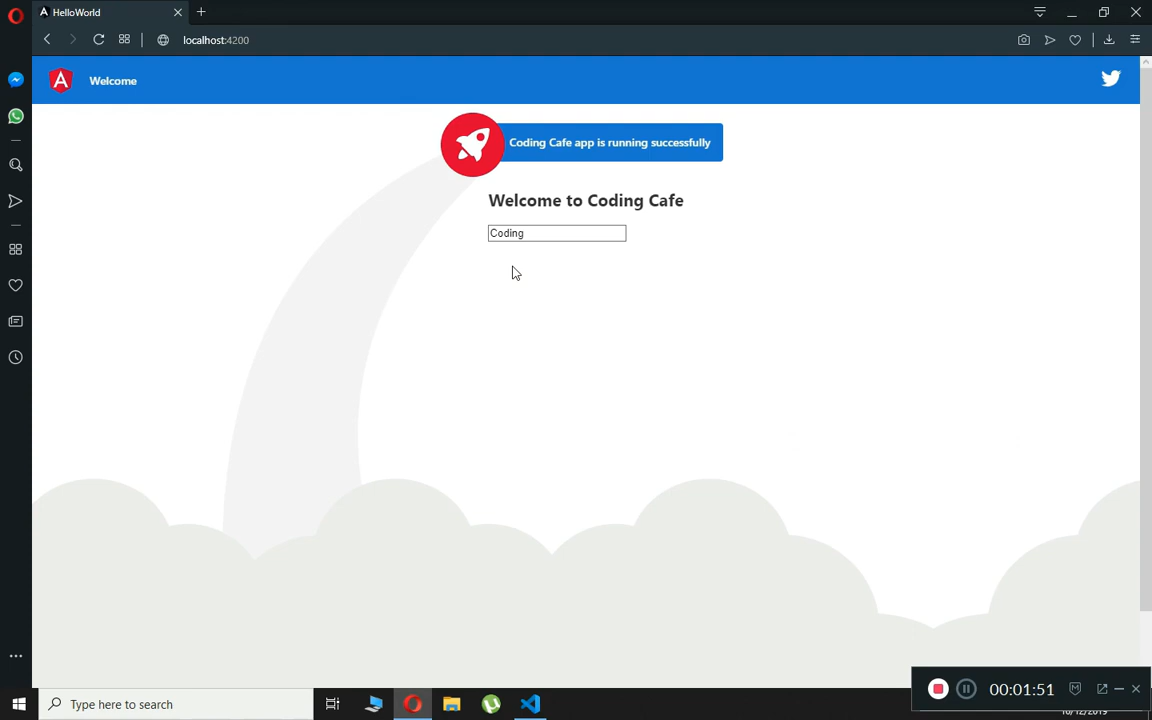 HelloWorld
localhost:4200
Welcome
Coding Cafe app is running successfully
Welcome to Coding Cafe
Coding
Type here to search
00:01:51